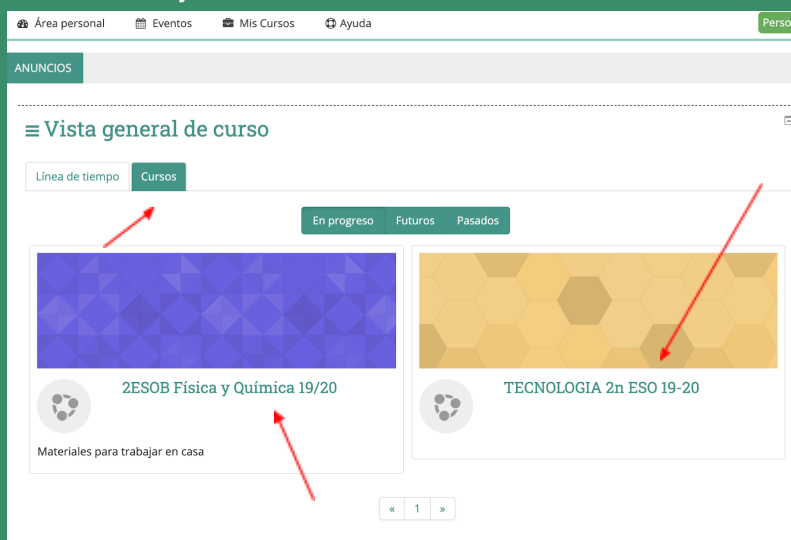 Área personal Eventos Mis Cursos Ayuda
ANUNCIOS
Vista general de curso
Línea de tiempo Cursos
En progreso Futuros Pasados
2ESOB Física y Química 19/20
Materiales para trabajar en casa
TECNOLOGIA 2n ESO 19-20
« 1 »